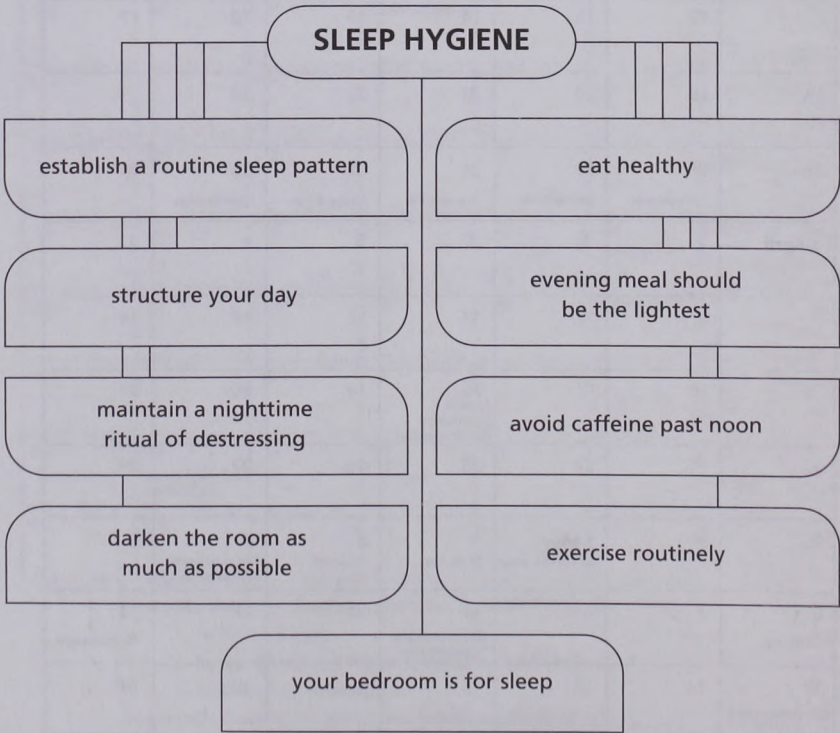 SLEEP HYGIENE
establish a routine sleep pattern
structure your day
maintain a nighttime
ritual of destressing
darken the room as
much as possible
eat healthy
evening meal should
be the lightest
avoid caffeine past noon
exercise routinely
your bedroom is for sleep